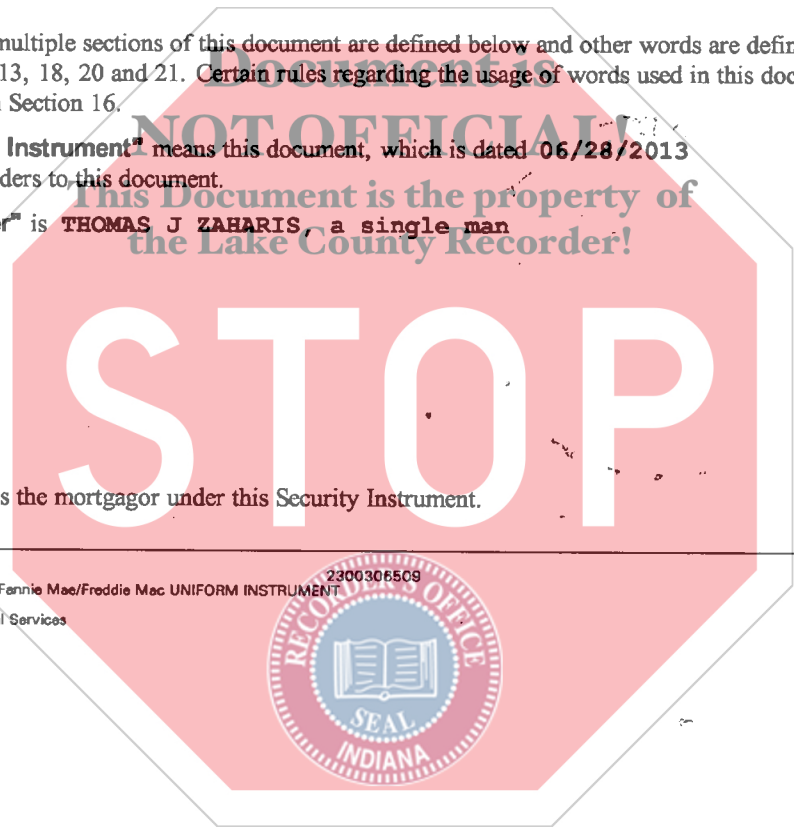 multiple sections of this document are defined below and other words are defin
13, 18, 20 and 21. Certain rules regarding the usage of words used in this doc
Section 16.
Document is
NOT OFFICIAL!
Instrument" means this document, which is dated 06/28/2013
ders to this document.
This Document is the property of
r" is THOMAS J ZAHARIS, a single man
the Lake County Recorder!
STOP
s the mortgagor under this Security Instrument.
2300306509
Fannie Mae/Freddie Mac UNIFORM INSTRUMENT
l Services
RECORDER'S OFFICE
SEAL
INDIANA